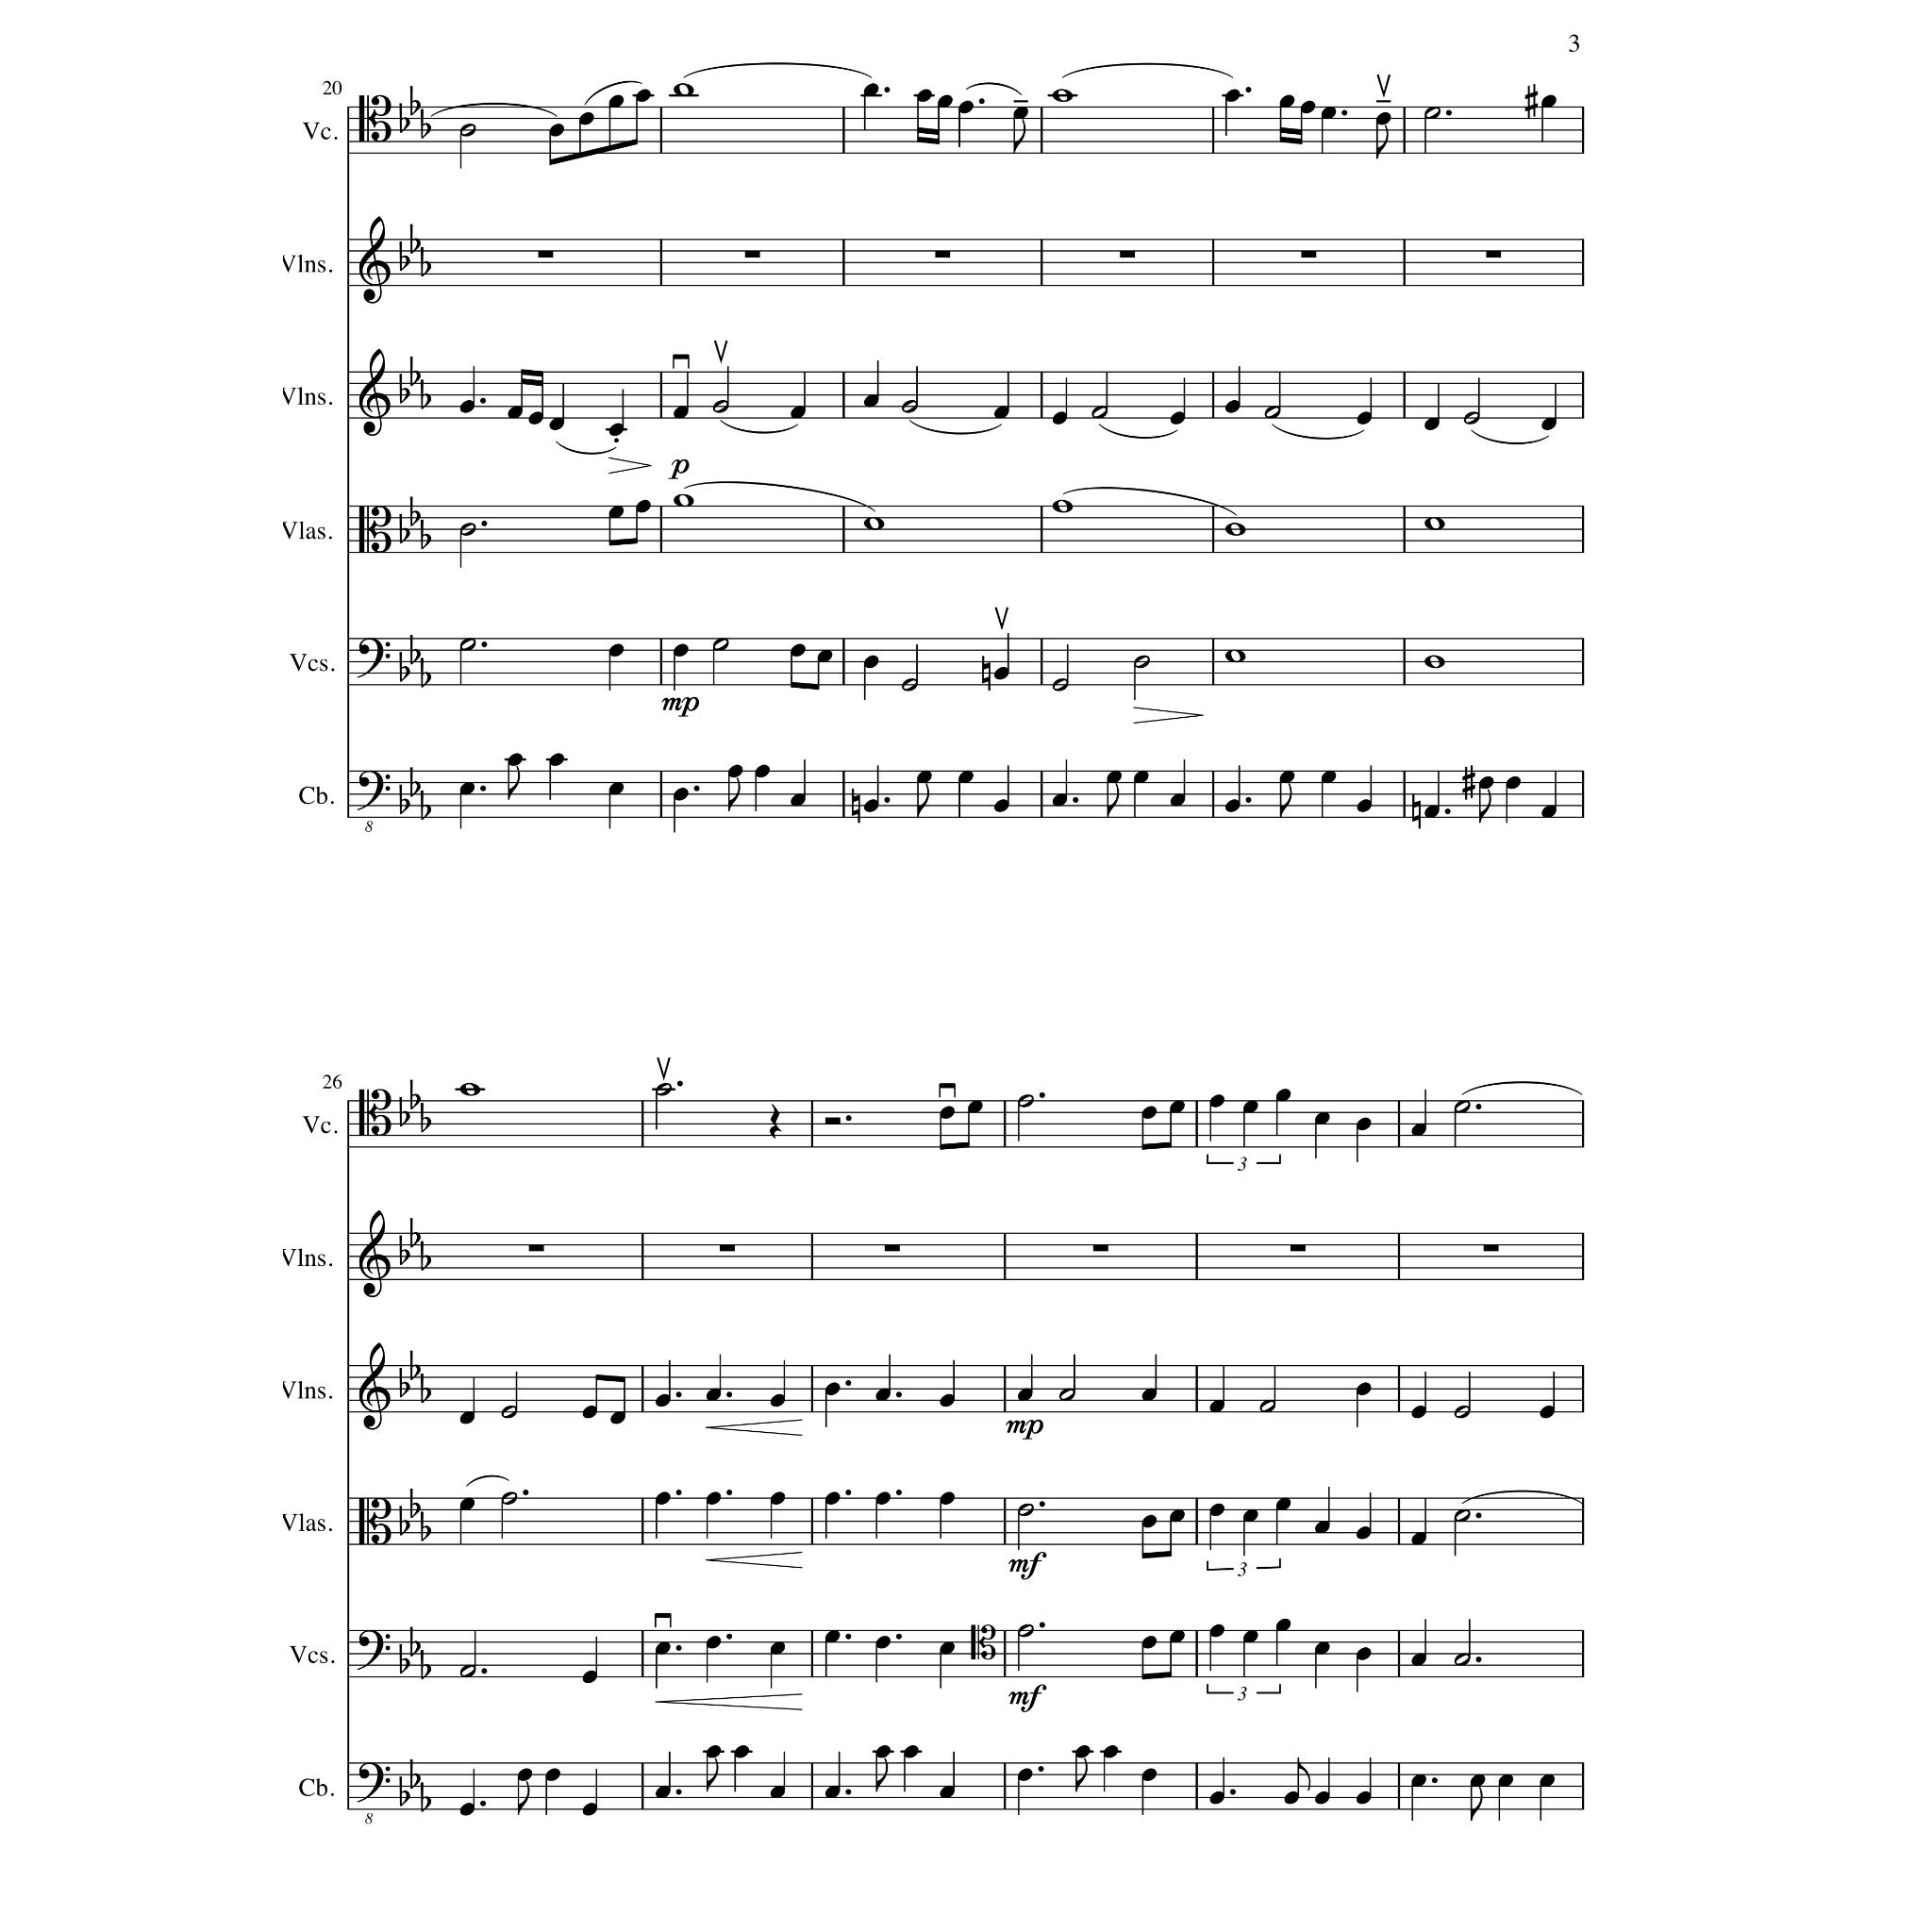 3
20
Vc.
Vlns.
Vlns.
p
Vlas.
Vcs.
mp
Cb.
8
26
Vc.
3
Vlns.
Vlns.
mp
Vlas.
mf
3
Vcs.
mf
3
Cb.
8